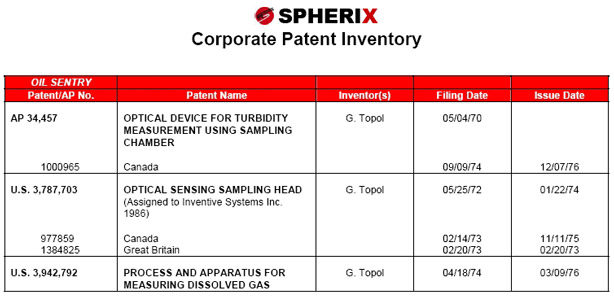 SPHERIX
Corporate Patent Inventory
OIL SENTRY
Patent/AP No. Patent Name Inventor(s) Filing Date Issue Date
AP 34,457 OPTICAL DEVICE FOR TURBIDITY G. Topol 05/04/70
MEASUREMENT USING SAMPLING
CHAMBER
1000965 Canada 09/09/74 12/07/76
U.S. 3,787,703 OPTICAL SENSING SAMPLING HEAD G. Topol 05/25/72 01/22/74
(Assigned to Inventive Systems Inc.
1986)
977859 Canada 02/14/73 11/11/75
1384825 Great Britain 02/20/73 02/20/73
U.S. 3,942,792 PROCESS AND APPARATUS FOR G. Topol 04/18/74 03/09/76
MEASURING DISSOLVED GAS